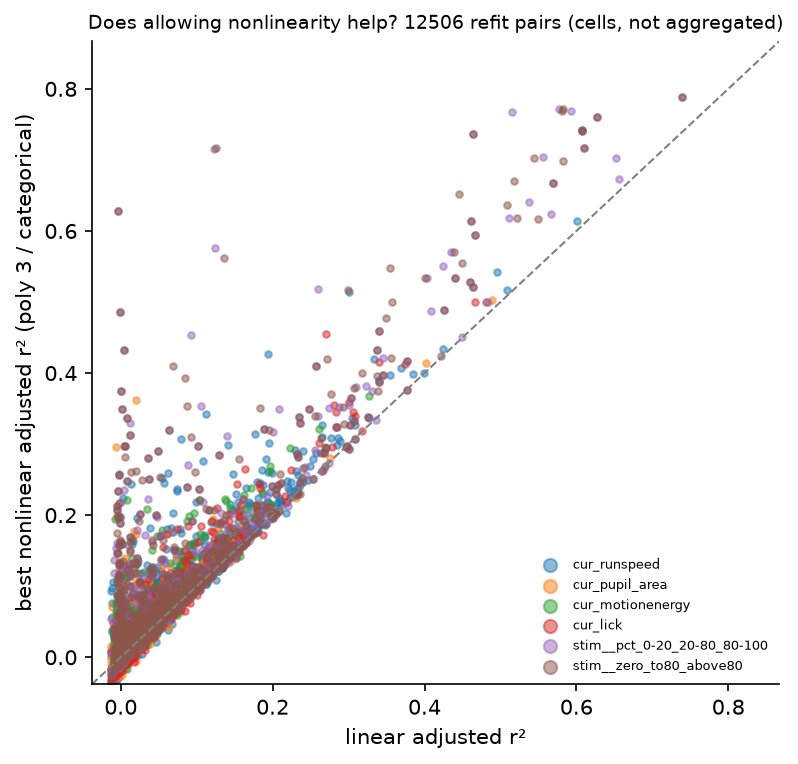 Does allowing nonlinearity help? 12506 refit pairs (cells, not aggregated)
best nonlinear adjusted r² (poly 3 / categorical)
0.8
0.6
0.4
0.2
0.0
cur_runspeed
cur_pupil_area
cur_motionenergy
cur_lick
stim__pct_0-20_20-80_80-100
stim__zero_to80_above80
0.0 0.2 0.4 0.6 0.8
linear adjusted r²